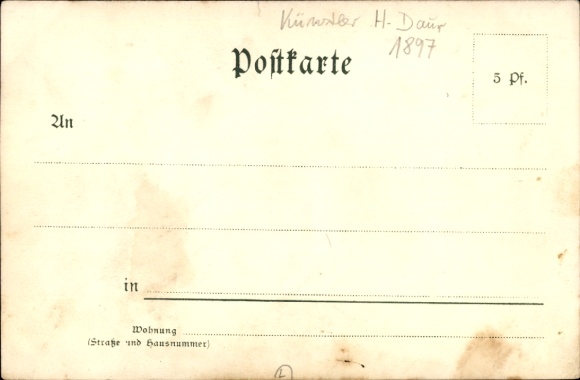 Künstler H. Daur
1897
Postkarte
5 Pf.
An
in
Wohnung
(Straße und Hausnummer)